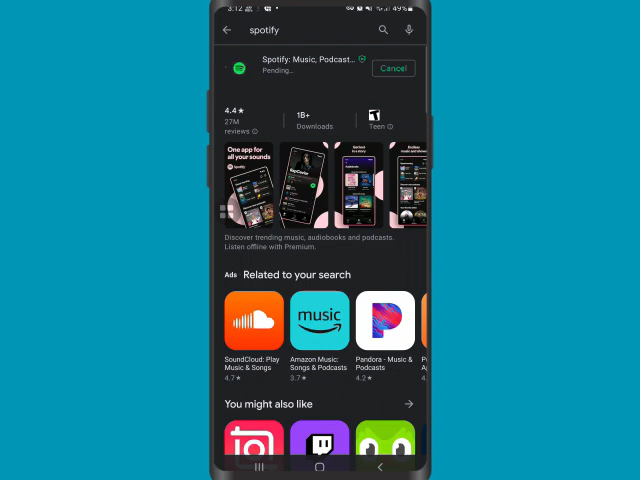 3:12
49%
spotify
Spotify: Music, Podcast...
Pending...
Cancel
4.4★
27M
reviews
1B+
Downloads
Teen
One app for
all your sounds
Spotify
RapCaviar
Discover trending music, audiobooks and podcasts.
Listen offline with Premium.
Ads · Related to your search
music
SoundCloud: Play
Music & Songs
4.7★
Amazon Music:
Songs & Podcasts
3.7★
Pandora - Music &
Podcasts
4.2★
You might also like